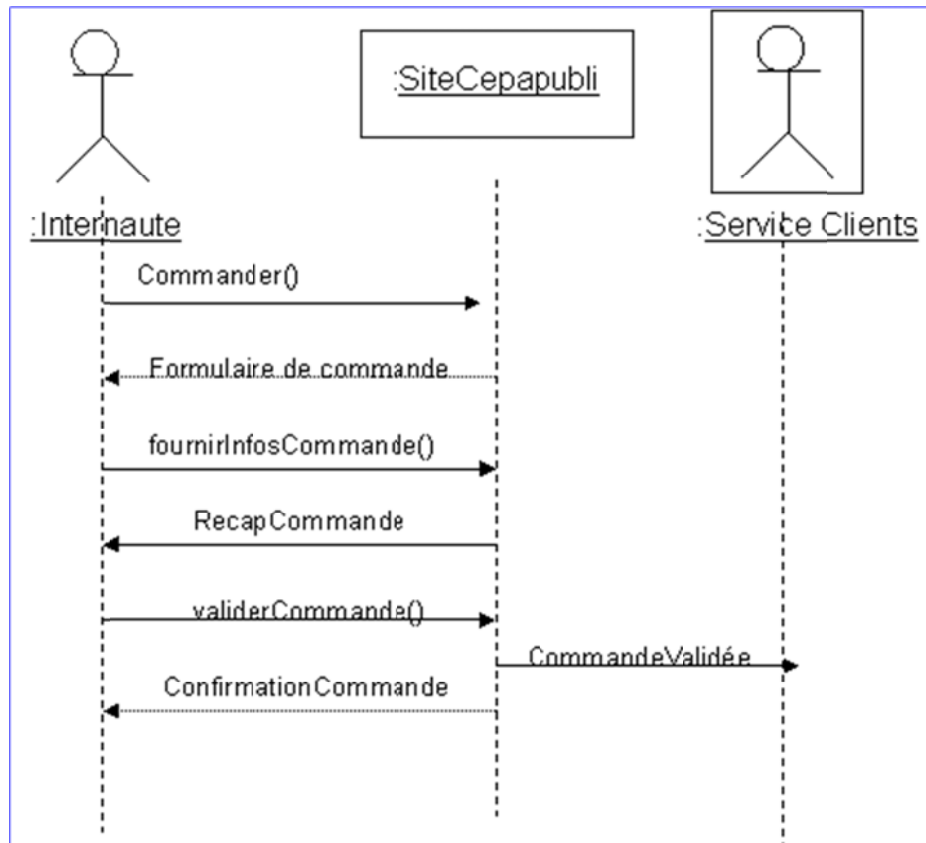 :SiteCepapubli
:Internaute
:Service Clients
Commander()
Formulaire de commande
fournirInfosCommande()
RecapCommande
validerCommande()
CommandeValidée
ConfirmationCommande